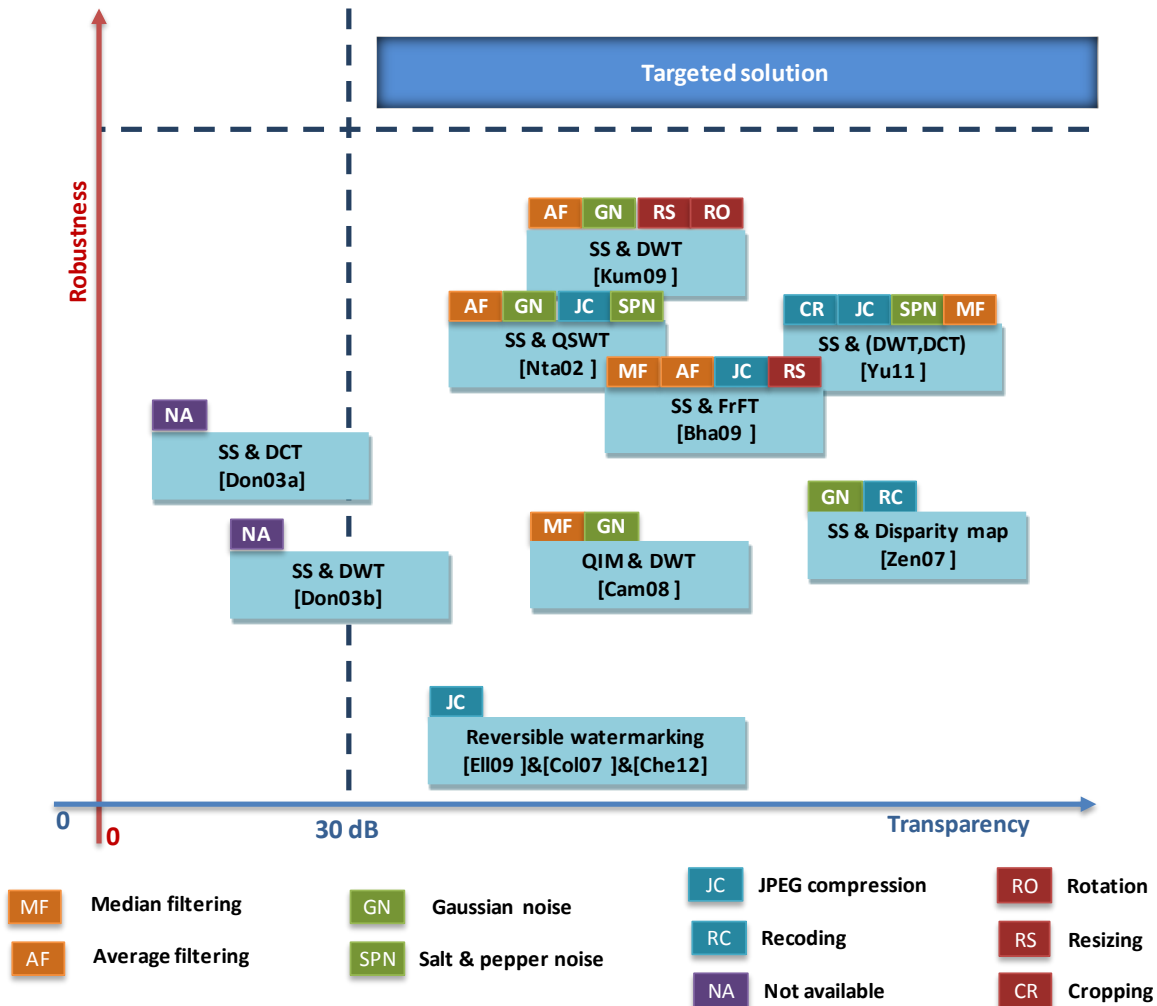 Targeted solution
Robustness
AF GN RS RO
SS & DWT
[Kum09 ]
AF GN JC SPN
SS & QSWT
[Nta02 ]
CR JC SPN MF
SS & (DWT,DCT)
[Yu11 ]
MF AF JC RS
SS & FrFT
[Bha09 ]
NA
SS & DCT
[Don03a]
GN RC
SS & Disparity map
[Zen07 ]
NA
SS & DWT
[Don03b]
MF GN
QIM & DWT
[Cam08 ]
JC
Reversible watermarking
[Ell09 ]&[Col07 ]&[Che12]
0
0
30 dB
Transparency
MF Median filtering
AF Average filtering
GN Gaussian noise
SPN Salt & pepper noise
JC JPEG compression
RC Recoding
NA Not available
RO Rotation
RS Resizing
CR Cropping